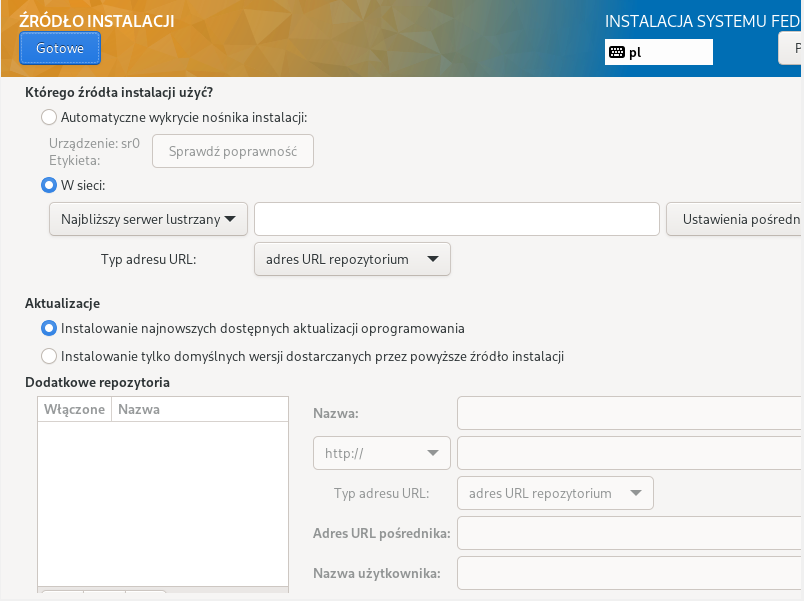 ŹRÓDŁO INSTALACJI
INSTALACJA SYSTEMU FED
Gotowe
pl
P
Którego źródła instalacji użyć?
Automatyczne wykrycie nośnika instalacji:
Urządzenie: sr0
Etykieta:
Sprawdź poprawność
W sieci:
Najbliższy serwer lustrzany
Ustawienia pośredn
Typ adresu URL:
adres URL repozytorium
Aktualizacje
Instalowanie najnowszych dostępnych aktualizacji oprogramowania
Instalowanie tylko domyślnych wersji dostarczanych przez powyższe źródło instalacji
Dodatkowe repozytoria
Włączone
Nazwa
Nazwa:
http://
Typ adresu URL:
adres URL repozytorium
Adres URL pośrednika:
Nazwa użytkownika: